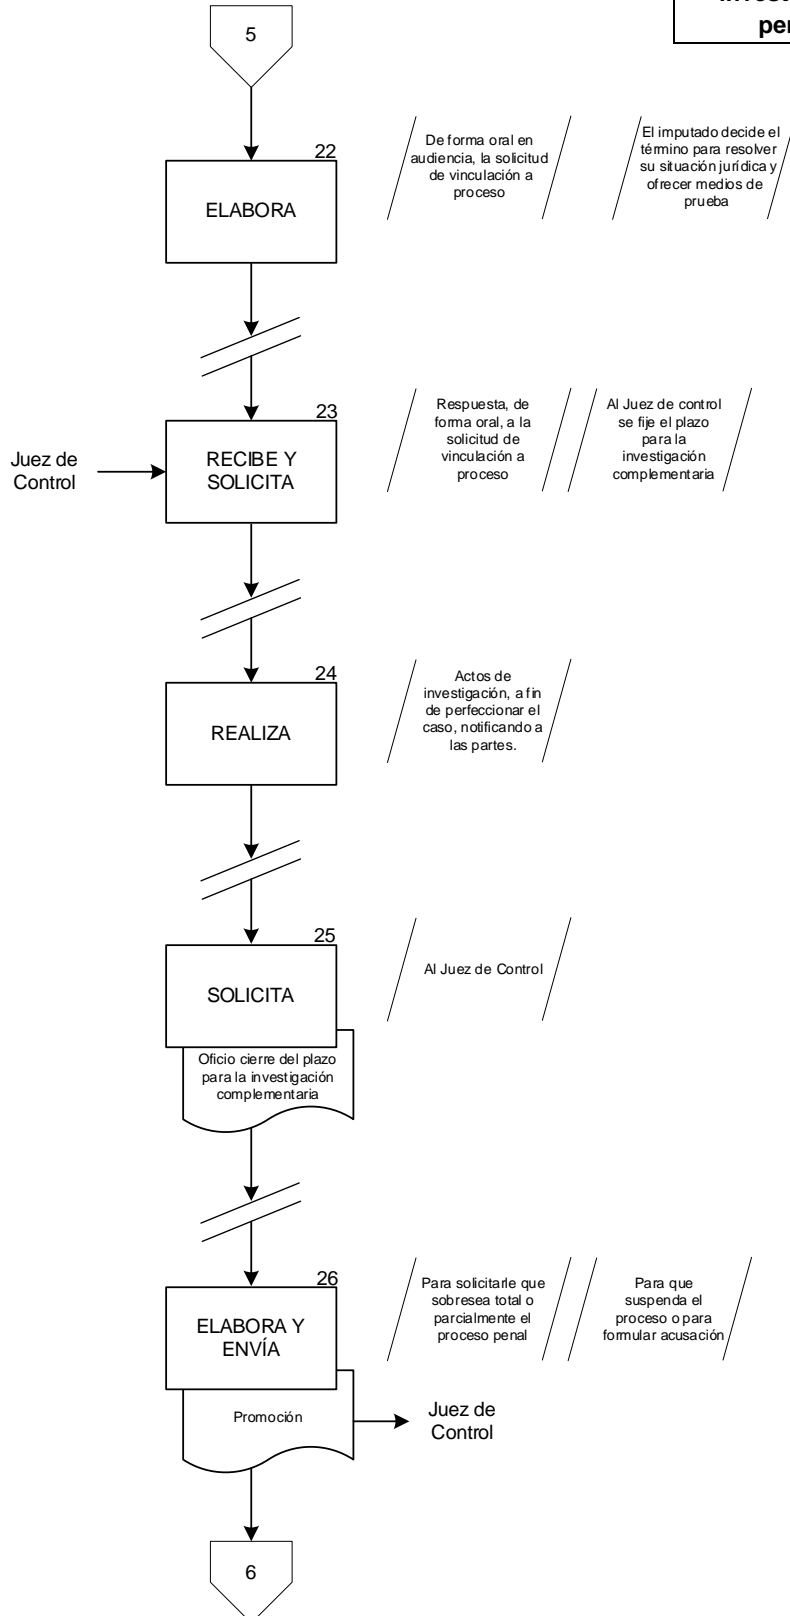 per
5
22
ELABORA
De forma oral en
audiencia, la solicitud
de vinculación a
proceso
El imputado decide el
término para resolver
su situación jurídica y
ofrecer medios de
prueba
23
Juez de
Control
RECIBE Y
SOLICITA
Respuesta, de
forma oral, a la
solicitud de
vinculación a
proceso
Al Juez de control
se fije el plazo
para la
investigación
complementaria
24
REALIZA
Actos de
investigación, a fin
de perfeccionar el
caso, notificando a
las partes.
25
SOLICITA
Al Juez de Control
Oficio cierre del plazo
para la investigación
complementaria
26
ELABORA Y
ENVÍA
Para solicitarle que
sobresea total o
parcialmente el
proceso penal
Para que
suspenda el
proceso o para
formular acusación
Promoción
Juez de
Control
6